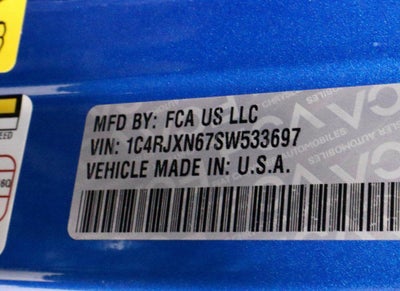 MFD BY: FCA US LLC
VIN: 1C4RJXN67SW533697
VEHICLE MADE IN: U.S.A.